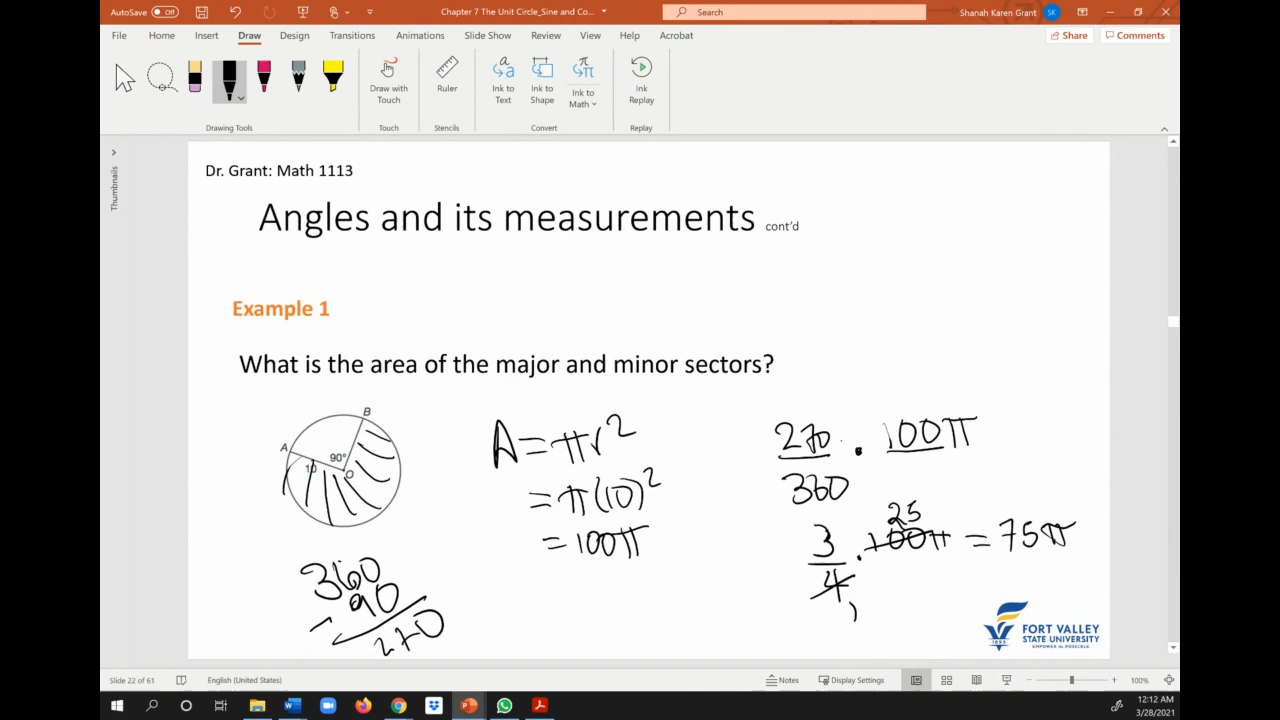 AutoSave Off Chapter 7 The Unit Circle_Sine and Co... Search Shanah Karen Grant SK
File Home Insert Draw Design Transitions Animations Slide Show Review View Help Acrobat Share Comments
Draw with Touch Ruler Ink to Text Ink to Shape Ink to Math Ink Replay
Drawing Tools Touch Stencils Convert Replay
Thumbnails
Dr. Grant: Math 1113
Angles and its measurements cont'd
Example 1
What is the area of the major and minor sectors?
B
A
90°
10
O
360
- 90
270
A = πr²
= π(10)²
= 100π
270 . 100π
360
25
3 . 100π = 75π
4
1
FORT VALLEY
STATE UNIVERSITY
EMPOWER the POSSIBLE.
1895
Slide 22 of 61 English (United States) Notes Display Settings 100%
12:12 AM
3/28/2021